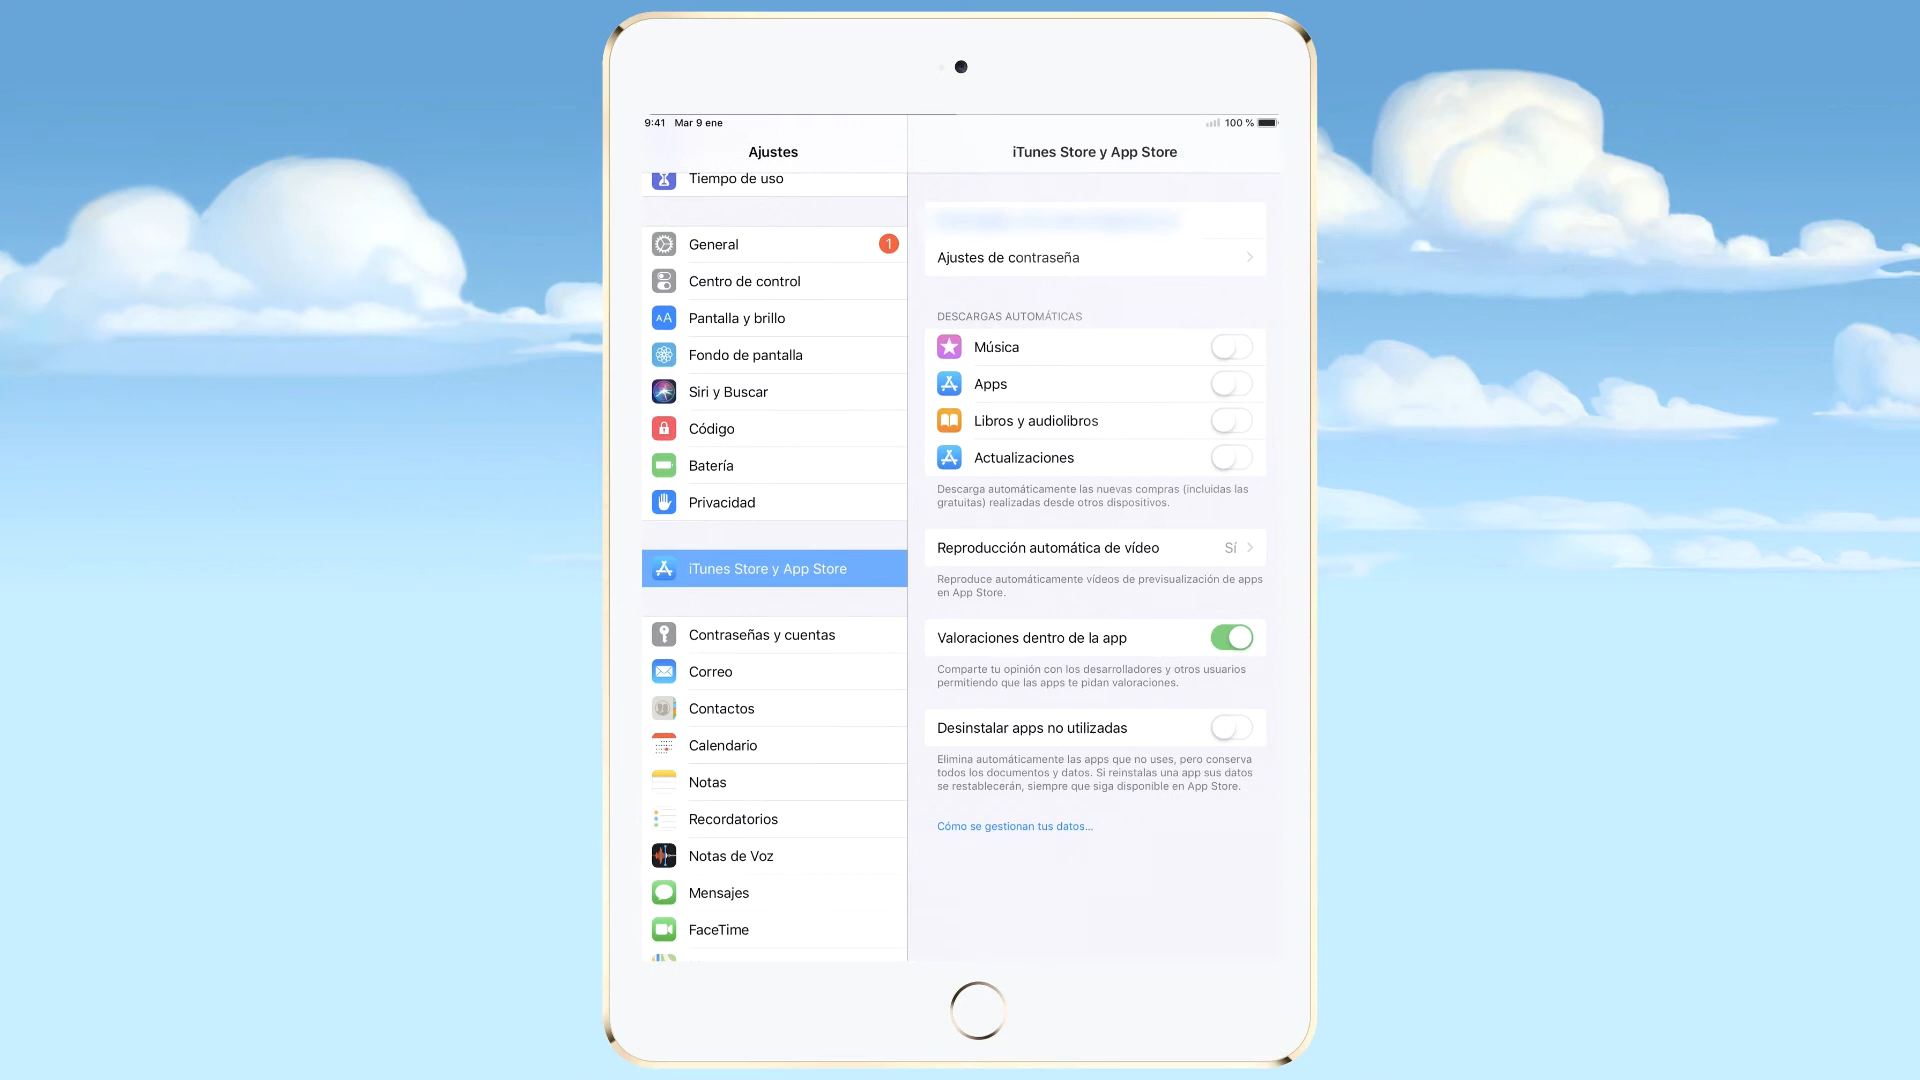 9:41 Mar 9 ene
100 %
Ajustes
Tiempo de uso
General 1
Centro de control
AA Pantalla y brillo
Fondo de pantalla
Siri y Buscar
Código
Batería
Privacidad
iTunes Store y App Store
Contraseñas y cuentas
Correo
Contactos
Calendario
Notas
Recordatorios
Notas de Voz
Mensajes
FaceTime
iTunes Store y App Store
Ajustes de contraseña
DESCARGAS AUTOMÁTICAS
Música
Apps
Libros y audiolibros
Actualizaciones
Descarga automáticamente las nuevas compras (incluidas las
gratuitas) realizadas desde otros dispositivos.
Reproducción automática de vídeo Sí
Reproduce automáticamente vídeos de previsualización de apps
en App Store.
Valoraciones dentro de la app
Comparte tu opinión con los desarrolladores y otros usuarios
permitiendo que las apps te pidan valoraciones.
Desinstalar apps no utilizadas
Elimina automáticamente las apps que no uses, pero conserva
todos los documentos y datos. Si reinstalas una app sus datos
se restablecerán, siempre que siga disponible en App Store.
Cómo se gestionan tus datos...